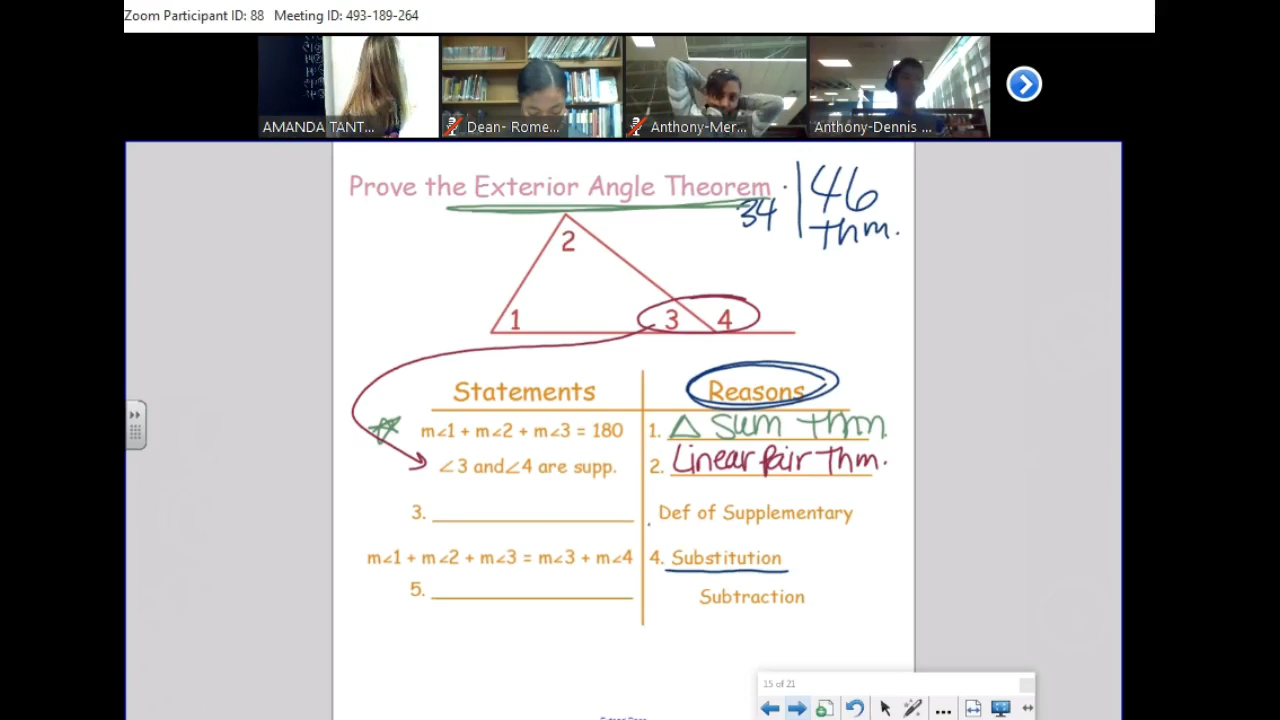 Zoom Participant ID: 88 Meeting ID: 493-189-264
AMANDA TANT...
Dean- Rome...
Anthony-Mer...
Anthony-Dennis ...
Prove the Exterior Angle Theorem
34 46
thm.
2
1 3 4
Statements Reasons
m∠1 + m∠2 + m∠3 = 180 1. Δ sum thm
∠3 and∠4 are supp. 2. Linear Pair Thm.
3. Def of Supplementary
m∠1 + m∠2 + m∠3 = m∠3 + m∠4 4. Substitution
5. Subtraction
15 of 21